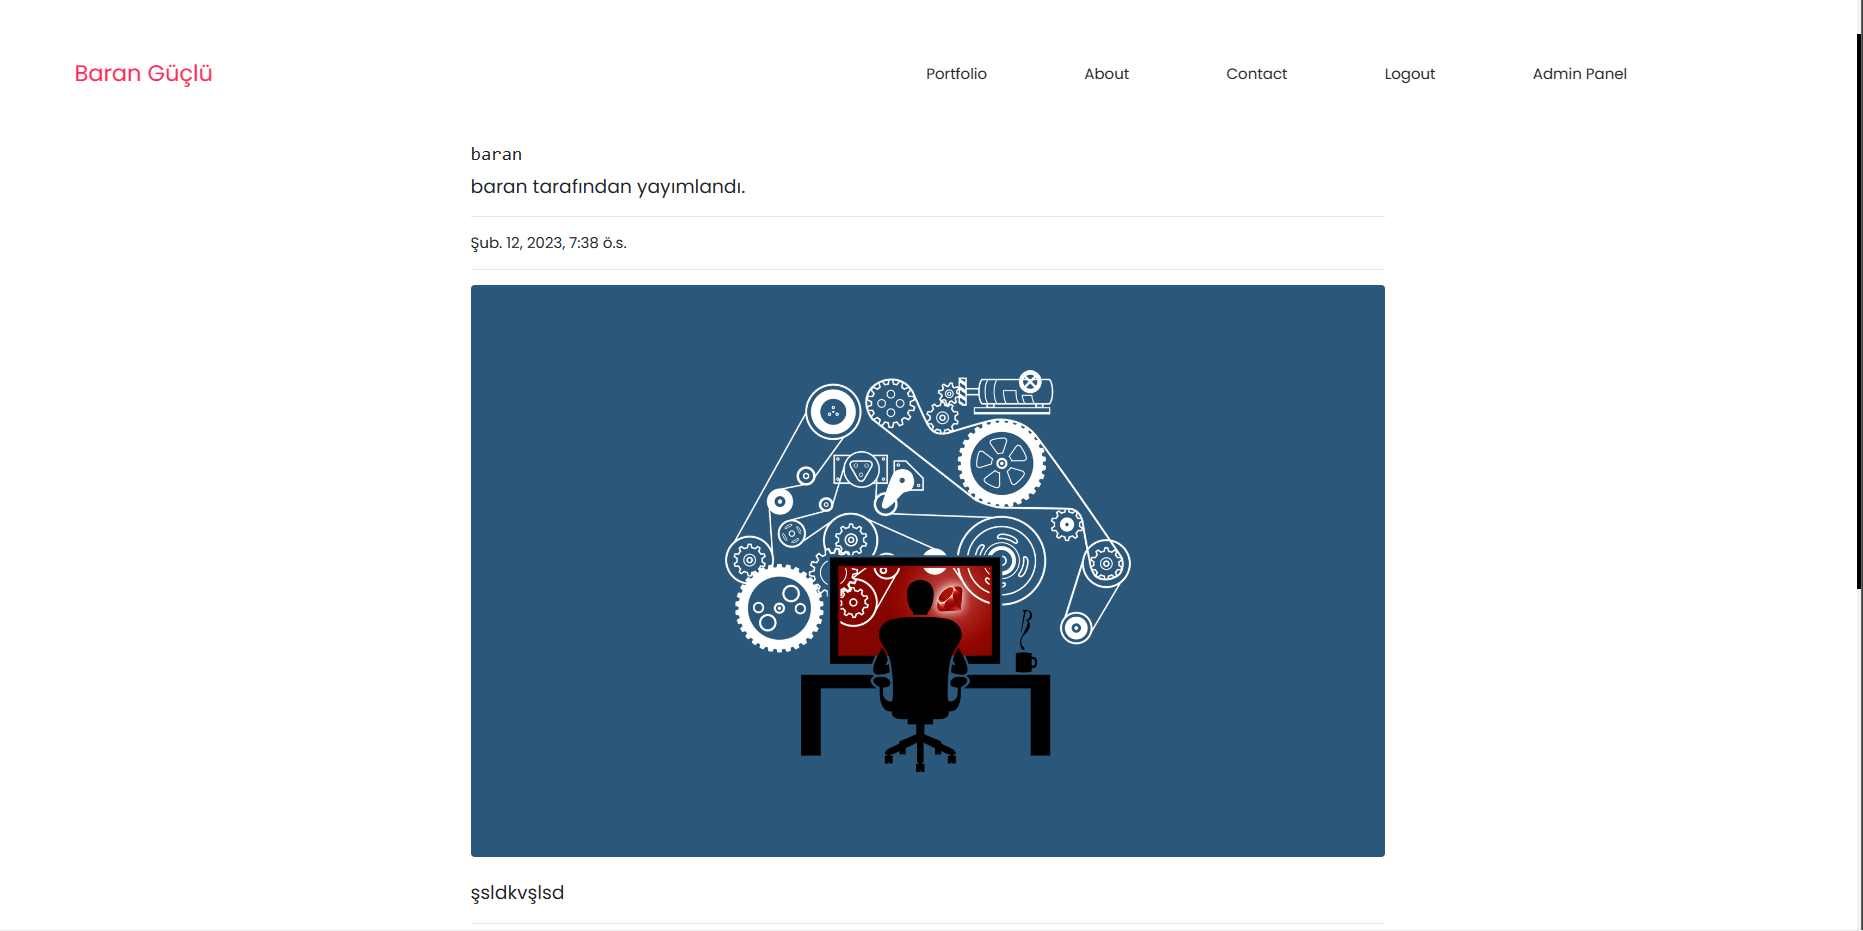 Baran Güçlü
Portfolio About Contact Logout Admin Panel
baran
baran tarafından yayımlandı.
Şub. 12, 2023, 7:38 ö.s.
şsldkvşlsd